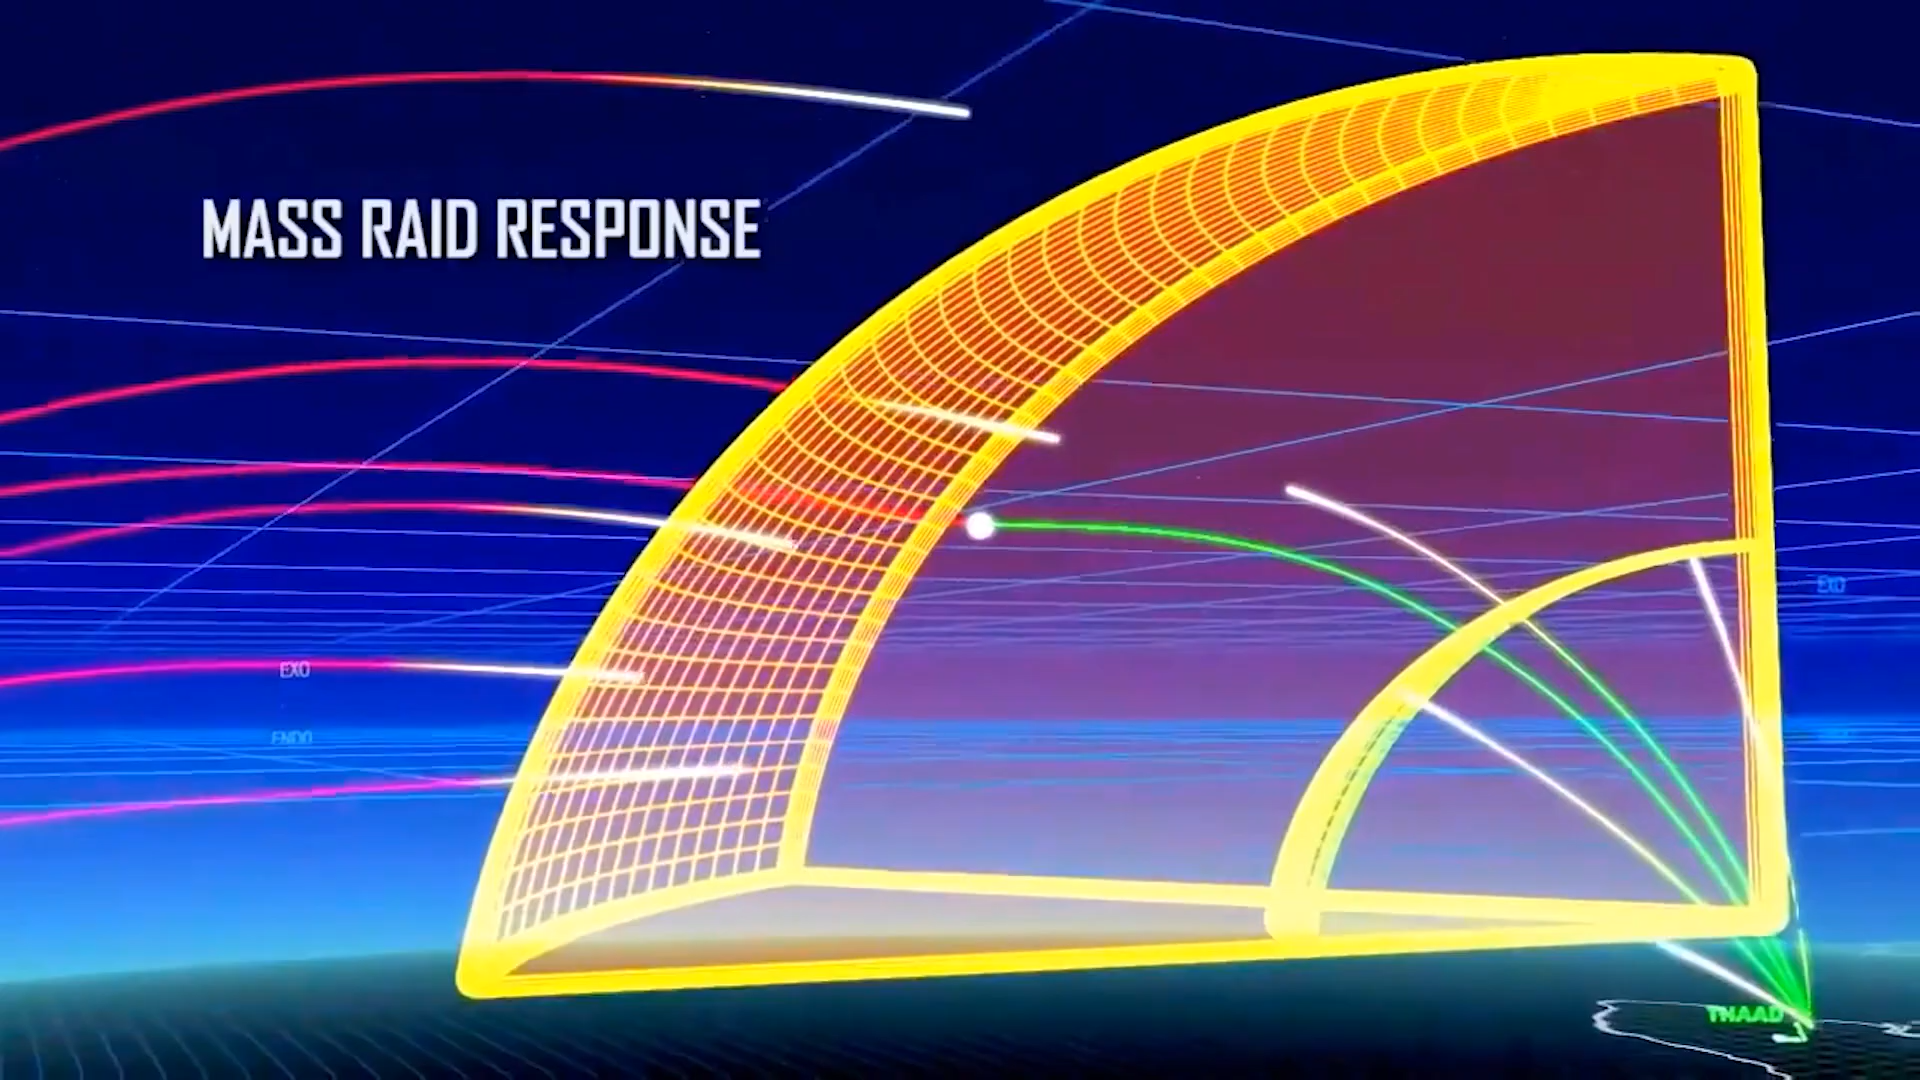 MASS RAID RESPONSE
EXO
EXO
ENDO
THAAD